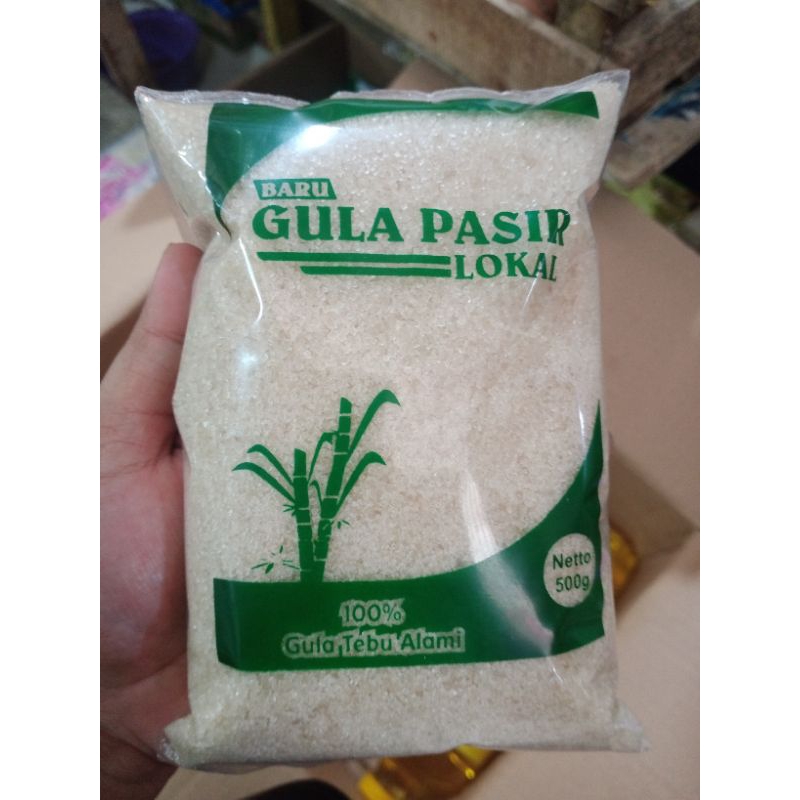 BARU
GULA PASIR
LOKAL
Netto
500g
100%
Gula Tebu Alami